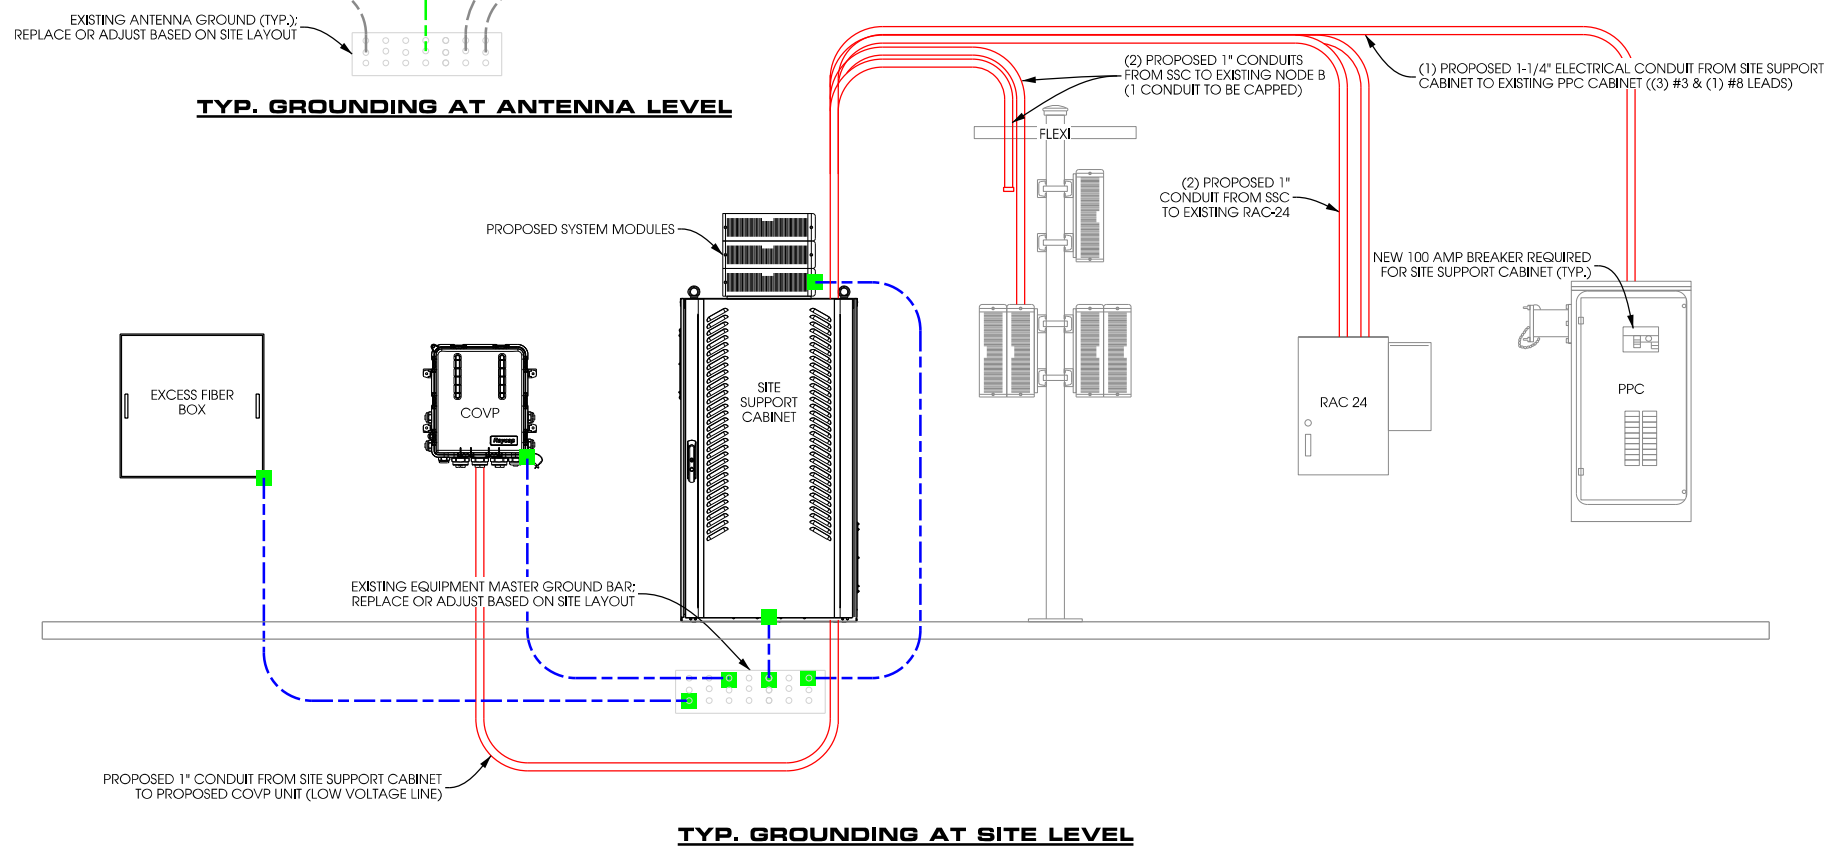 EXISTING ANTENNA GROUND (TYP.);
REPLACE OR ADJUST BASED ON SITE LAYOUT
TYP. GROUNDING AT ANTENNA LEVEL
(2) PROPOSED 1" CONDUITS
FROM SSC TO EXISTING NODE B
(1 CONDUIT TO BE CAPPED)
(1) PROPOSED 1-1/4" ELECTRICAL CONDUIT FROM SITE SUPPORT
CABINET TO EXISTING PPC CABINET ((3) #3 & (1) #8 LEADS)
FLEXI
(2) PROPOSED 1"
CONDUIT FROM SSC
TO EXISTING RAC-24
PROPOSED SYSTEM MODULES
NEW 100 AMP BREAKER REQUIRED
FOR SITE SUPPORT CABINET (TYP.)
EXCESS FIBER
BOX
COVP
Raycap
SITE
SUPPORT
CABINET
RAC 24
PPC
EXISTING EQUIPMENT MASTER GROUND BAR;
REPLACE OR ADJUST BASED ON SITE LAYOUT
PROPOSED 1" CONDUIT FROM SITE SUPPORT CABINET
TO PROPOSED COVP UNIT (LOW VOLTAGE LINE)
TYP. GROUNDING AT SITE LEVEL